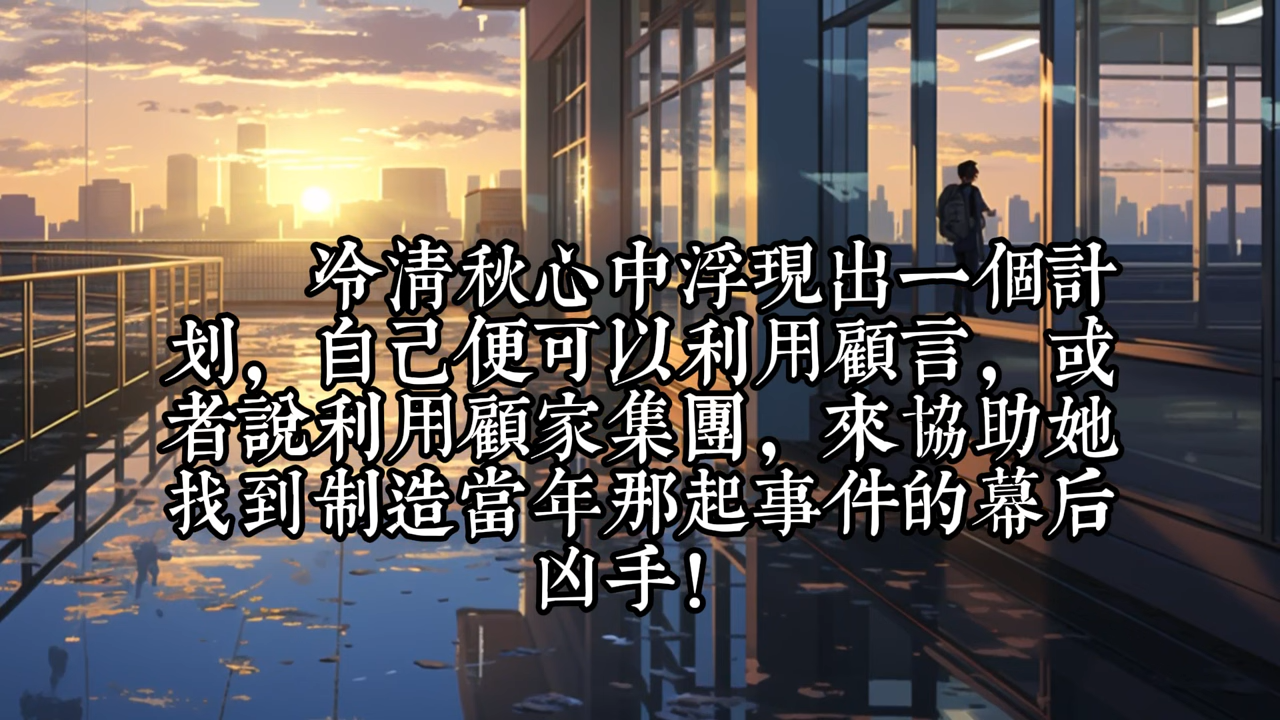 冷淸秋心中浮現出一個計
划，自己便可以利用顧言，或
者說利用顧家集團，來協助她
找到制造當年那起事件的幕后
凶手！